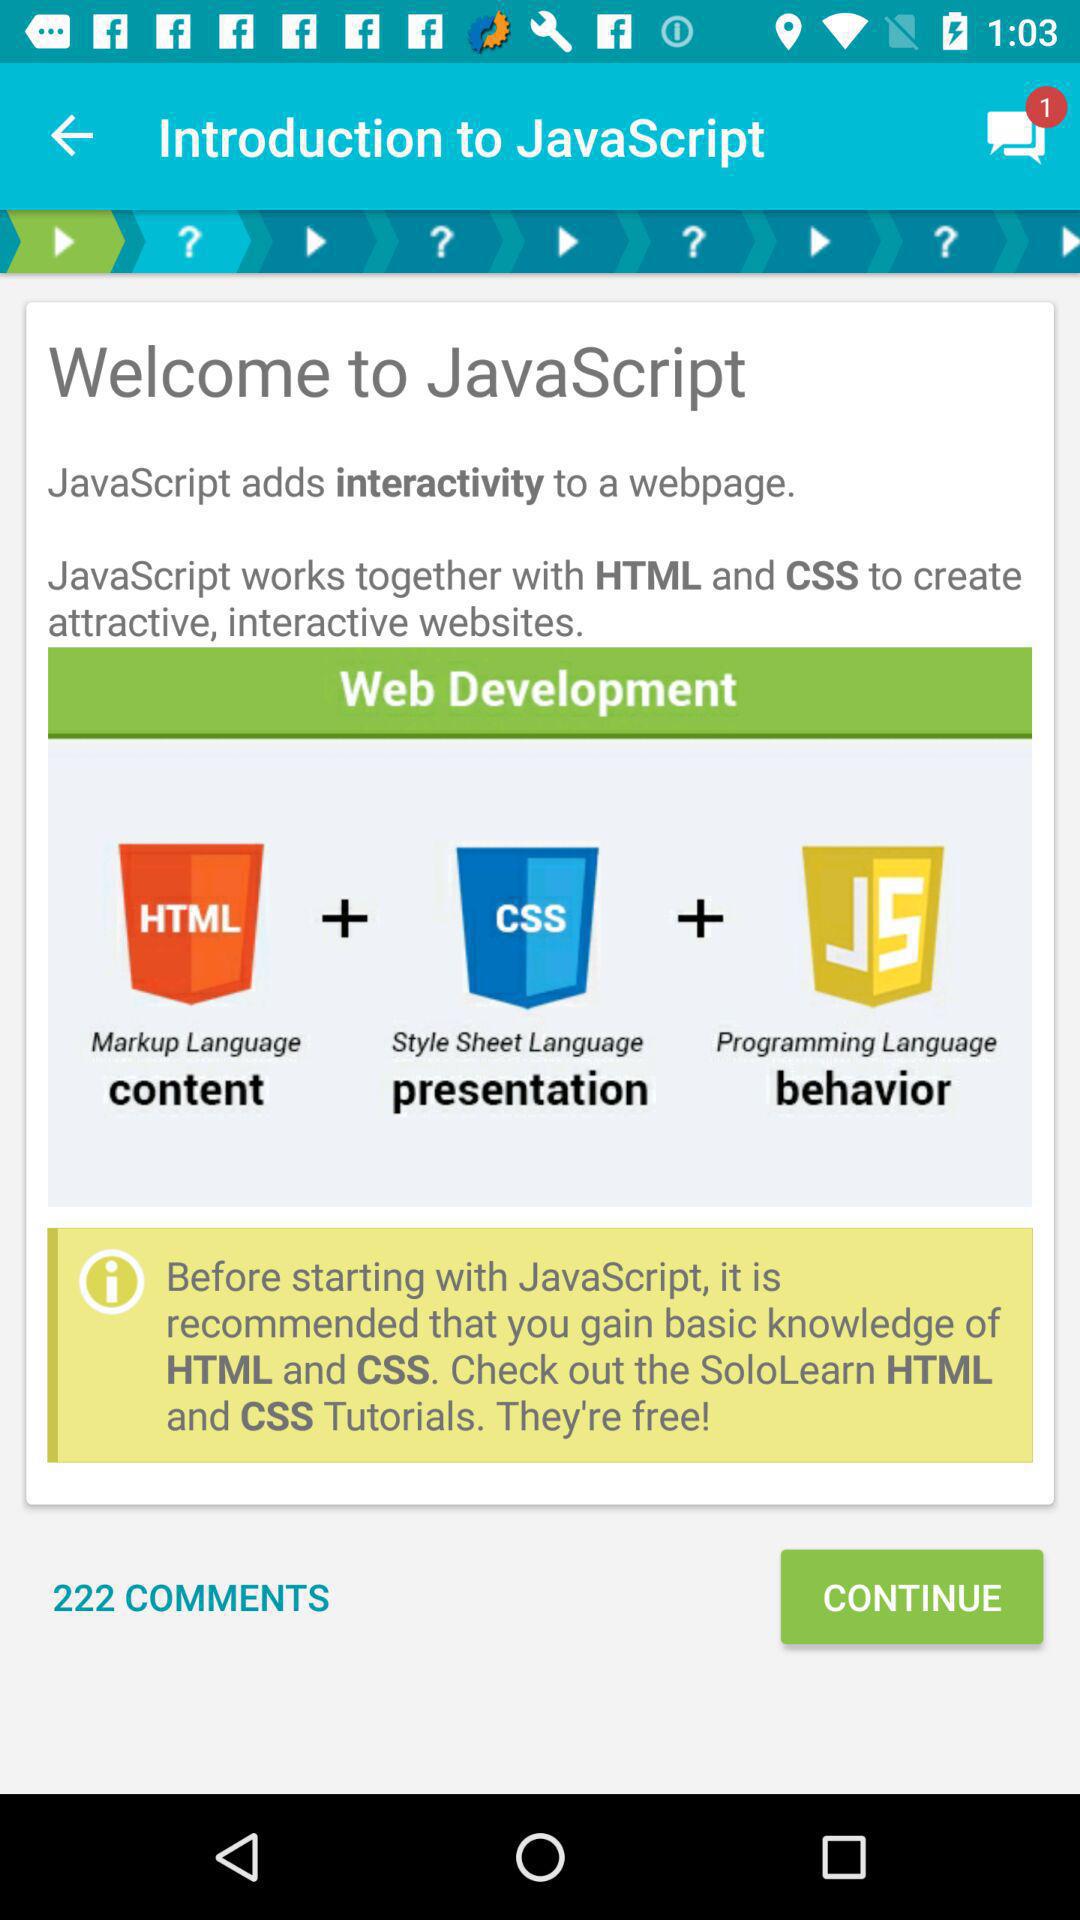 1:03
Introduction to JavaScript
1
? ? ? ?
Welcome to JavaScript
JavaScript adds interactivity to a webpage.
JavaScript works together with HTML and CSS to create
attractive, interactive websites.
Web Development
HTML + CSS + JS
Markup Language Style Sheet Language Programming Language
content presentation behavior
Before starting with JavaScript, it is
recommended that you gain basic knowledge of
HTML and CSS. Check out the SoloLearn HTML
and CSS Tutorials. They're free!
222 COMMENTS CONTINUE